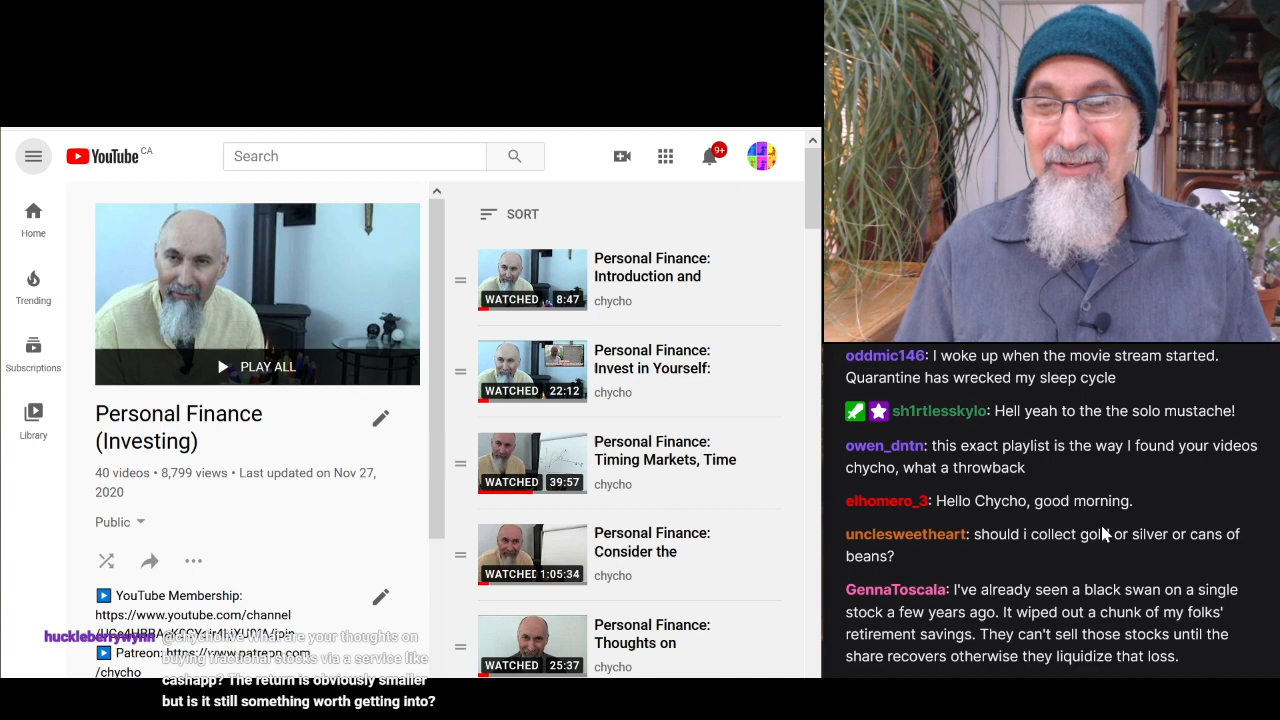 YouTube CA
Search
9+
Home
Trending
Subscriptions
Library
PLAY ALL
Personal Finance
(Investing)
40 videos • 8,799 views • Last updated on Nov 27,
2020
Public
YouTube Membership:
https://www.youtube.com/channel
Patreon: https://www.patreon.com
/chycho
SORT
WATCHED 8:47
Personal Finance:
Introduction and
chycho
WATCHED 22:12
Personal Finance:
Invest in Yourself:
chycho
WATCHED 39:57
Personal Finance:
Timing Markets, Time
chycho
WATCHED 1:05:34
Personal Finance:
Consider the
chycho
WATCHED 25:37
Personal Finance:
Thoughts on
chycho
huckleberrywynn are your thoughts on
buying fractional stocks via a service like
cashapp? The return is obviously smaller
but is it still something worth getting into?
oddmic146: I woke up when the movie stream started.
Quarantine has wrecked my sleep cycle
sh1rtlesskylo: Hell yeah to the the solo mustache!
owen_dntn: this exact playlist is the way I found your videos
chycho, what a throwback
elhomero_3: Hello Chycho, good morning.
unclesweetheart: should i collect gold or silver or cans of
beans?
GennaToscala: I've already seen a black swan on a single
stock a few years ago. It wiped out a chunk of my folks'
retirement savings. They can't sell those stocks until the
share recovers otherwise they liquidize that loss.